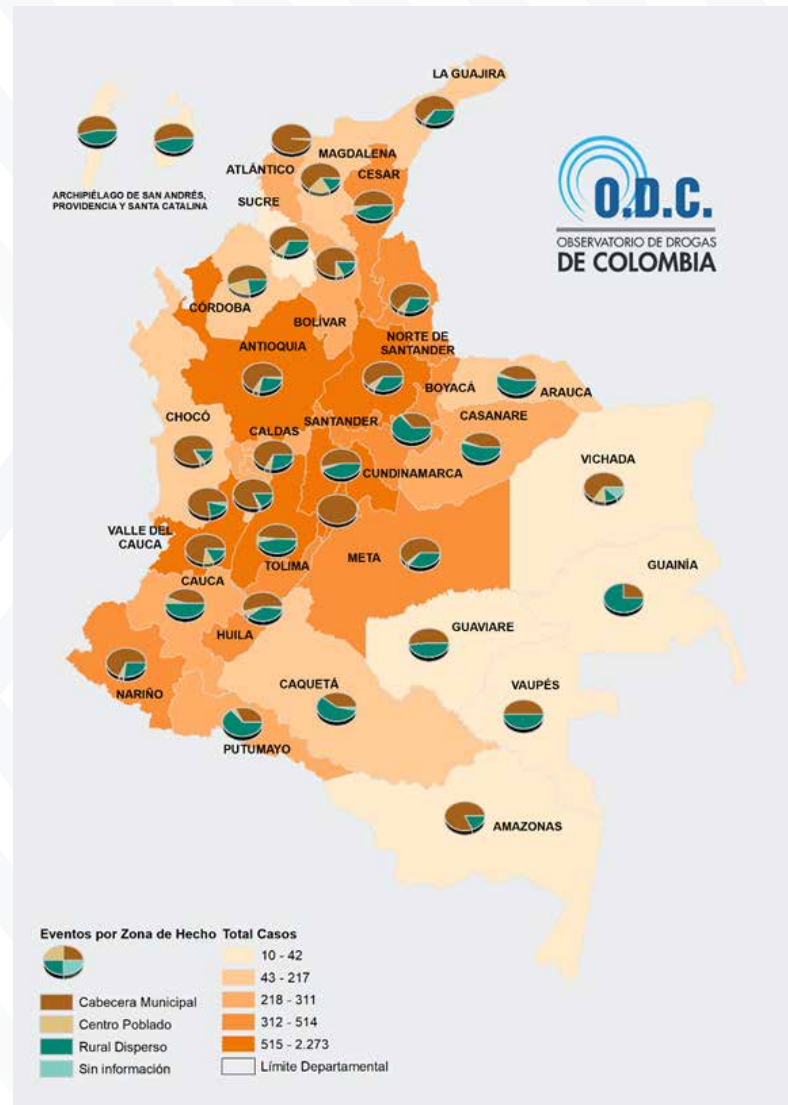 LA GUAJIRA
ATLÁNTICO
MAGDALENA
CESAR
ARCHIPIÉLAGO DE SAN ANDRÉS,
PROVIDENCIA Y SANTA CATALINA
SUCRE
O.D.C.
OBSERVATORIO DE DROGAS
DE COLOMBIA
CÓRDOBA
BOLÍVAR
NORTE DE
SANTANDER
ANTIOQUIA
BOYACÁ
ARAUCA
CHOCÓ
CALDAS
SANTANDER
CASANARE
CUNDINAMARCA
VICHADA
VALLE DEL
CAUCA
TOLIMA
META
GUAINÍA
CAUCA
HUILA
GUAVIARE
NARIÑO
CAQUETÁ
VAUPÉS
PUTUMAYO
AMAZONAS
Eventos por Zona de Hecho
Cabecera Municipal
Centro Poblado
Rural Disperso
Sin información
Total Casos
10 - 42
43 - 217
218 - 311
312 - 514
515 - 2.273
Límite Departamental